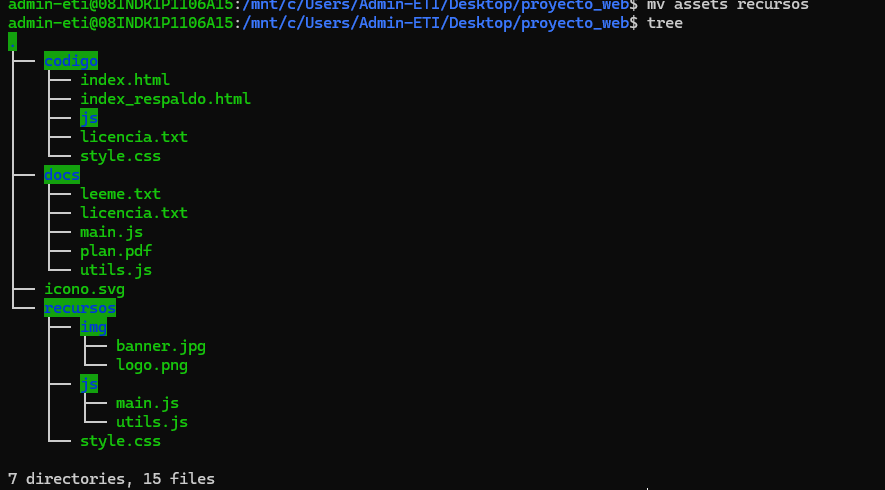 admin-eti@08INDK1P1106A15:/mnt/c/Users/Admin-ETI/Desktop/proyecto_web$ mv assets recursos
admin-eti@08INDK1P1106A15:/mnt/c/Users/Admin-ETI/Desktop/proyecto_web$ tree
.
├── codigo
│   ├── index.html
│   ├── index_respaldo.html
│   ├── js
│   ├── licencia.txt
│   └── style.css
├── docs
│   ├── leeme.txt
│   ├── licencia.txt
│   ├── main.js
│   ├── plan.pdf
│   └── utils.js
├── icono.svg
└── recursos
    ├── img
    │   ├── banner.jpg
    │   └── logo.png
    ├── js
    │   ├── main.js
    │   └── utils.js
    └── style.css
7 directories, 15 files